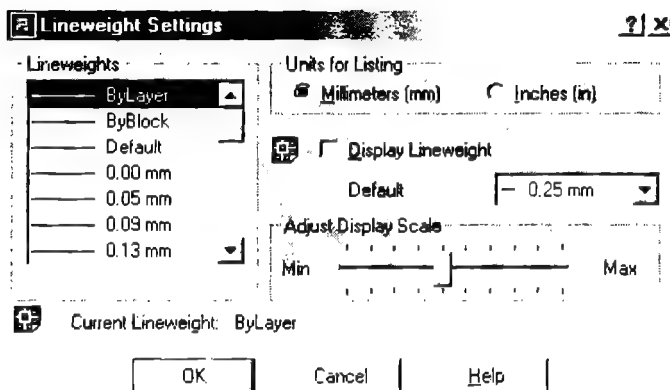 Lineweight Settings
Lineweights
ByLayer
ByBlock
Default
0.00 mm
0.05 mm
0.09 mm
0.13 mm
Units for Listing
Millimeters (mm) Inches (in)
Display Lineweight
Default 0.25 mm
Adjust Display Scale
Min Max
Current Lineweight: ByLayer
OK Cancel Help